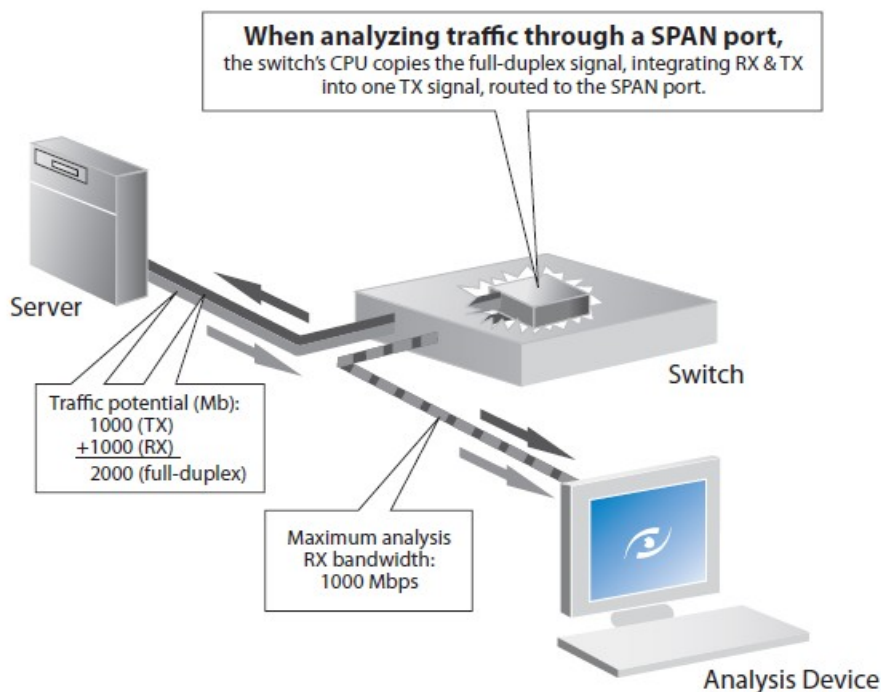 When analyzing traffic through a SPAN port,
the switch's CPU copies the full-duplex signal, integrating RX & TX
into one TX signal, routed to the SPAN port.
Server
Switch
Traffic potential (Mb):
1000 (TX)
+1000 (RX)
2000 (full-duplex)
Maximum analysis
RX bandwidth:
1000 Mbps
Analysis Device